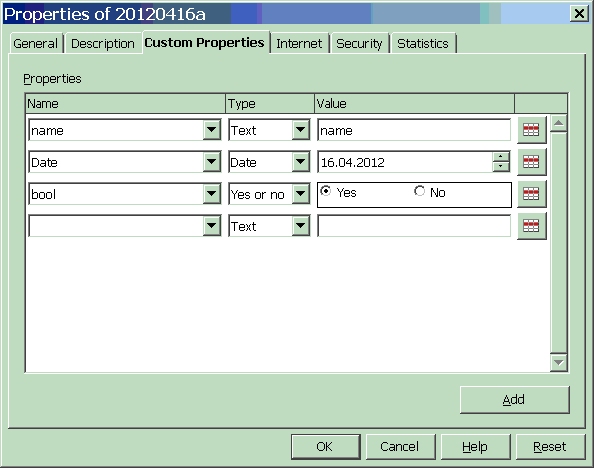 Properties of 20120416a
General Description Custom Properties Internet Security Statistics
Properties
Name Type Value
name Text name
Date Date 16.04.2012
bool Yes or no Yes No
Text
Add
OK Cancel Help Reset